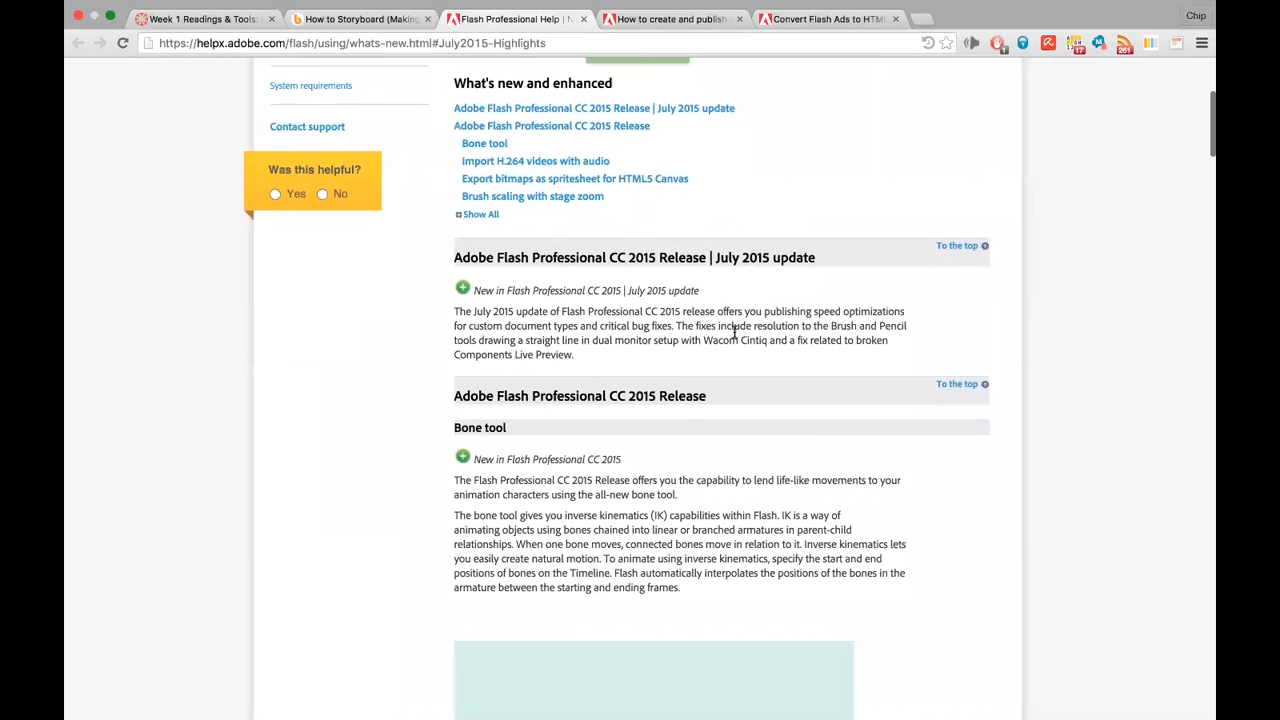 Week 1 Readings & Tools:
How to Storyboard (Making
Flash Professional Help | N
How to create and publish
Convert Flash Ads to HTM
Chip
https://helpx.adobe.com/flash/using/whats-new.html#July2015-Highlights
1
17
261
System requirements
Contact support
Was this helpful?
Yes No
What's new and enhanced
Adobe Flash Professional CC 2015 Release | July 2015 update
Adobe Flash Professional CC 2015 Release
Bone tool
Import H.264 videos with audio
Export bitmaps as spritesheet for HTML5 Canvas
Brush scaling with stage zoom
Show All
To the top
Adobe Flash Professional CC 2015 Release | July 2015 update
New in Flash Professional CC 2015 | July 2015 update
The July 2015 update of Flash Professional CC 2015 release offers you publishing speed optimizations
for custom document types and critical bug fixes. The fixes include resolution to the Brush and Pencil
tools drawing a straight line in dual monitor setup with Wacom Cintiq and a fix related to broken
Components Live Preview.
To the top
Adobe Flash Professional CC 2015 Release
Bone tool
New in Flash Professional CC 2015
The Flash Professional CC 2015 Release offers you the capability to lend life-like movements to your
animation characters using the all-new bone tool.
The bone tool gives you inverse kinematics (IK) capabilities within Flash. IK is a way of
animating objects using bones chained into linear or branched armatures in parent-child
relationships. When one bone moves, connected bones move in relation to it. Inverse kinematics lets
you easily create natural motion. To animate using inverse kinematics, specify the start and end
positions of bones on the Timeline. Flash automatically interpolates the positions of the bones in the
armature between the starting and ending frames.